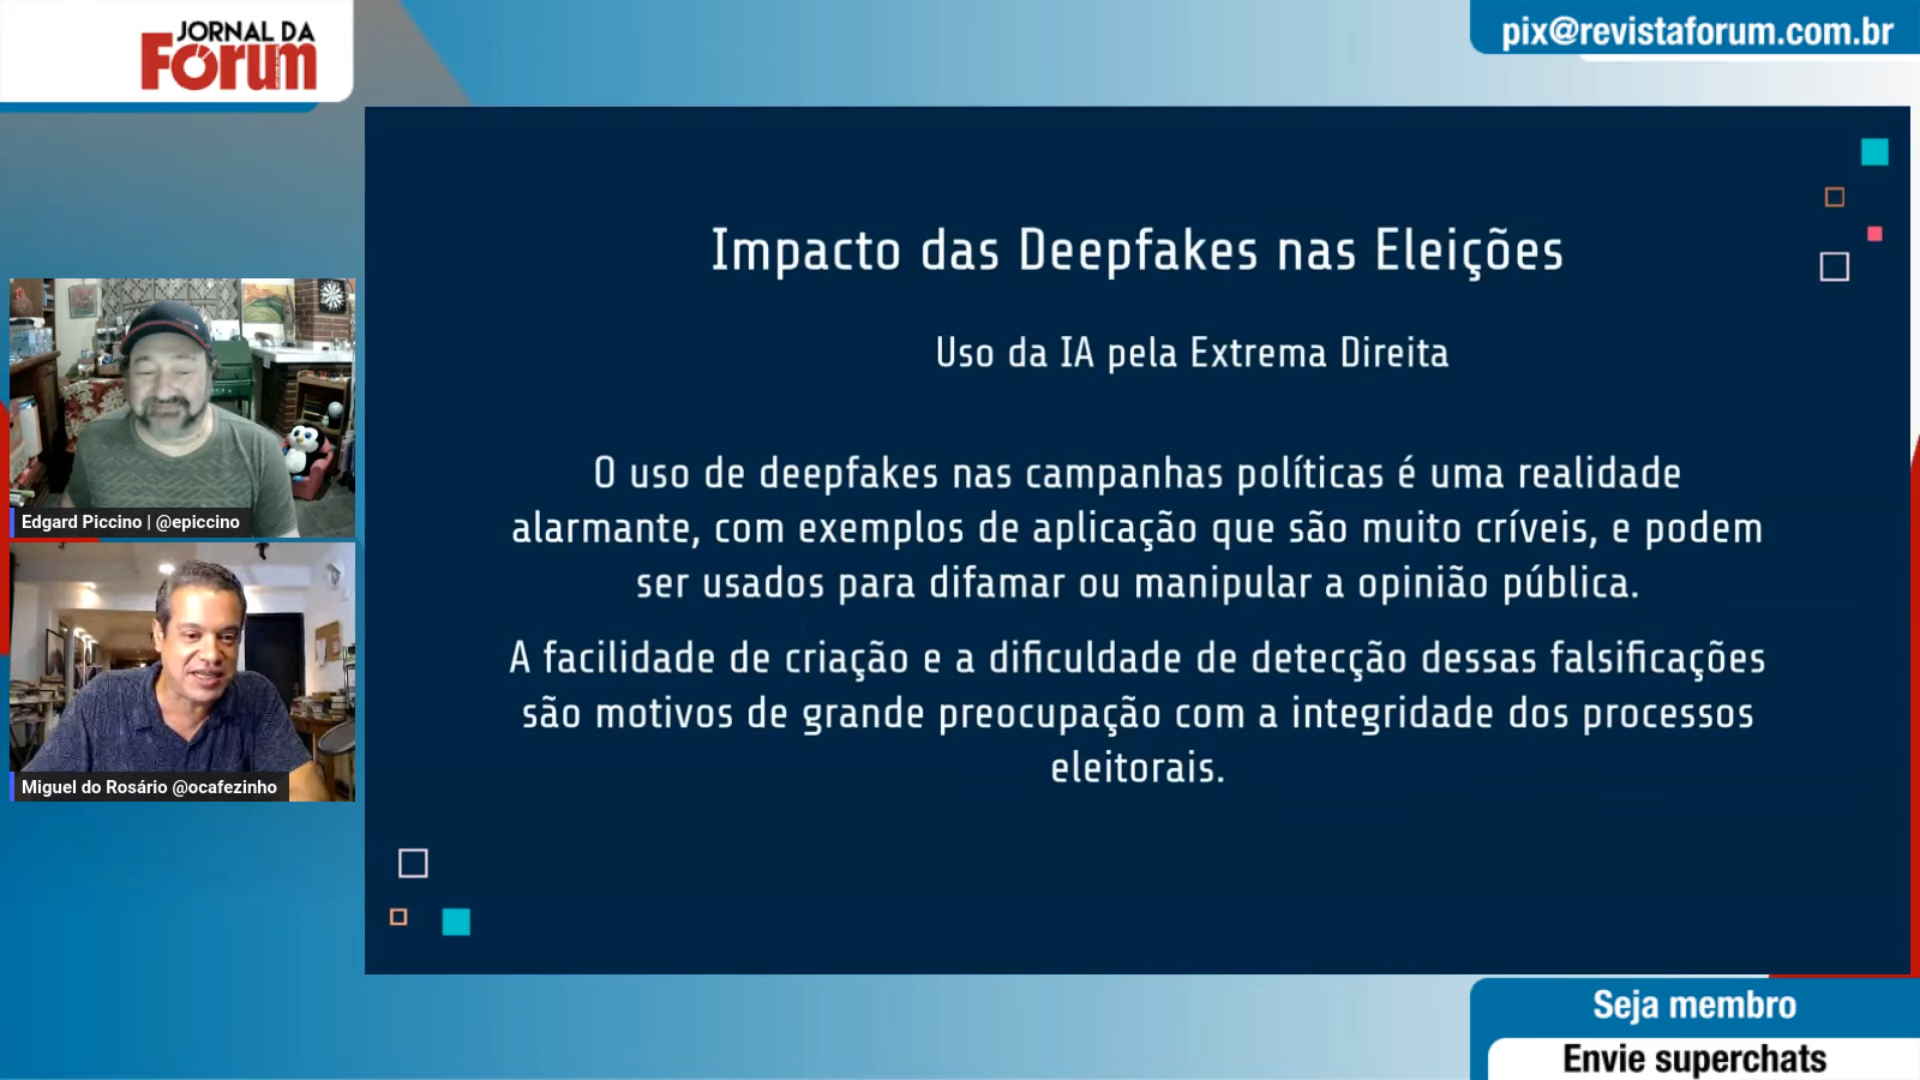 JORNAL DA
Fórum
pix@revistaforum.com.br
Impacto das Deepfakes nas Eleições
Uso da IA pela Extrema Direita
O uso de deepfakes nas campanhas políticas é uma realidade
alarmante, com exemplos de aplicação que são muito críveis, e podem
ser usados para difamar ou manipular a opinião pública.
A facilidade de criação e a dificuldade de detecção dessas falsificações
são motivos de grande preocupação com a integridade dos processos
eleitorais.
Edgard Piccino | @epiccino
Miguel do Rosário @ocafezinho
Seja membro
Envie superchats